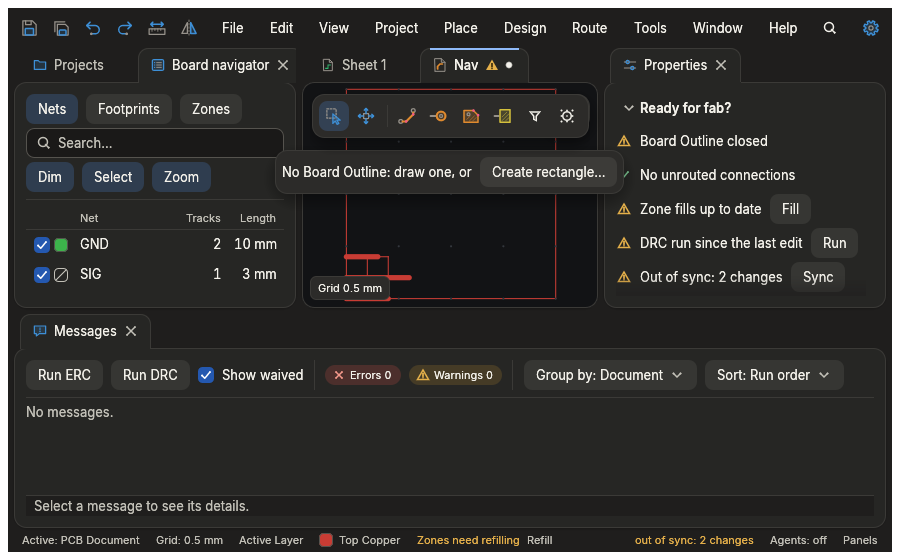 File Edit View Project Place Design Route Tools Window Help
Projects Board navigator Sheet 1 Nav Properties
Nets Footprints Zones
Search...
Dim Select Zoom
Net Tracks Length
GND 2 10 mm
SIG 1 3 mm
No Board Outline: draw one, or Create rectangle...
Grid 0.5 mm
Ready for fab?
Board Outline closed
No unrouted connections
Zone fills up to date Fill
DRC run since the last edit Run
Out of sync: 2 changes Sync
Messages
Run ERC Run DRC Show waived Errors 0 Warnings 0 Group by: Document Sort: Run order
No messages.
Select a message to see its details.
Active: PCB Document Grid: 0.5 mm Active Layer Top Copper Zones need refilling Refill out of sync: 2 changes Agents: off Panels